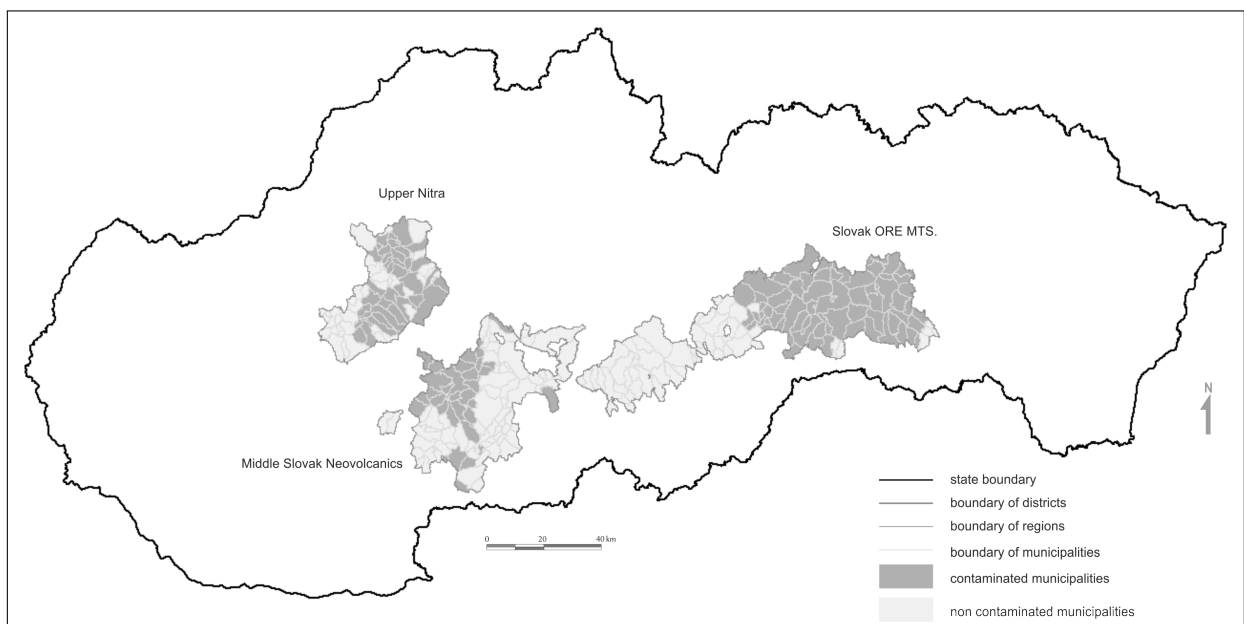 Upper Nitra
Slovak ORE MTS.
Middle Slovak Neovolcanics
N
0 20 40 km
state boundary
boundary of districts
boundary of regions
boundary of municipalities
contaminated municipalities
non contaminated municipalities